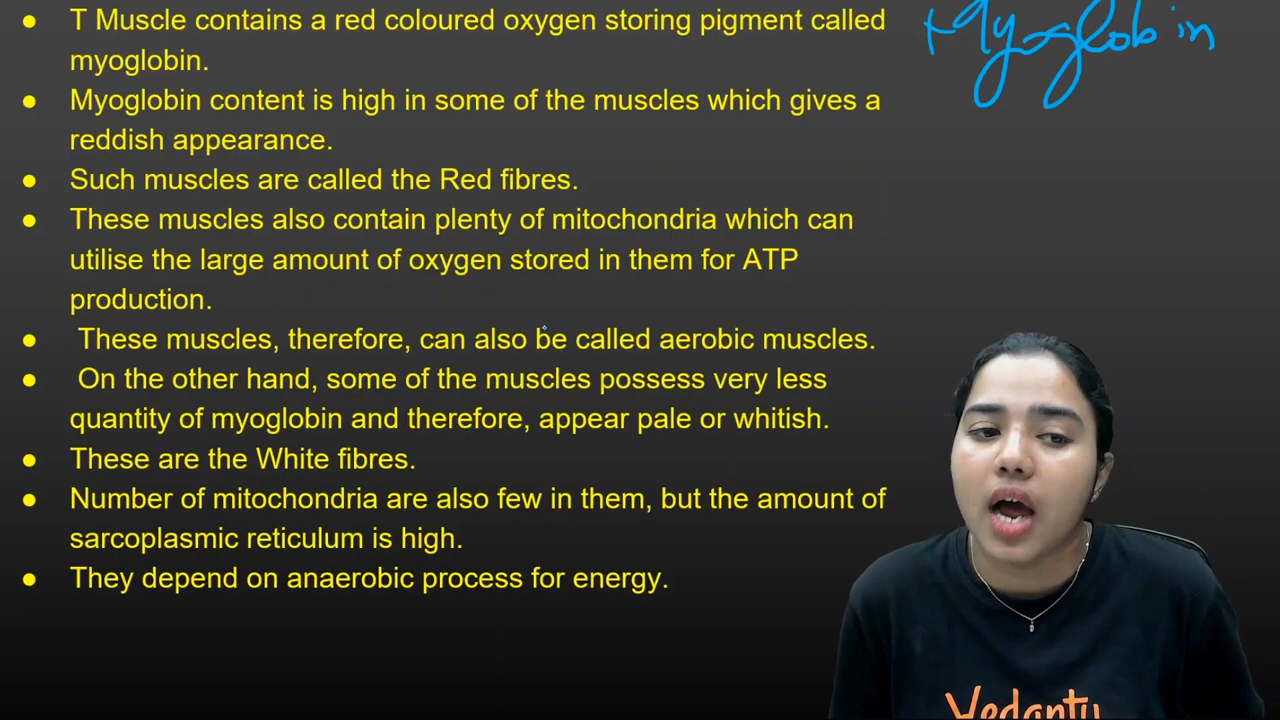 ● T Muscle contains a red coloured oxygen storing pigment called
myoglobin.
● Myoglobin content is high in some of the muscles which gives a
reddish appearance.
● Such muscles are called the Red fibres.
● These muscles also contain plenty of mitochondria which can
utilise the large amount of oxygen stored in them for ATP
production.
● These muscles, therefore, can also be called aerobic muscles.
● On the other hand, some of the muscles possess very less
quantity of myoglobin and therefore, appear pale or whitish.
● These are the White fibres.
● Number of mitochondria are also few in them, but the amount of
sarcoplasmic reticulum is high.
● They depend on anaerobic process for energy.
Myoglobin
Vedantu